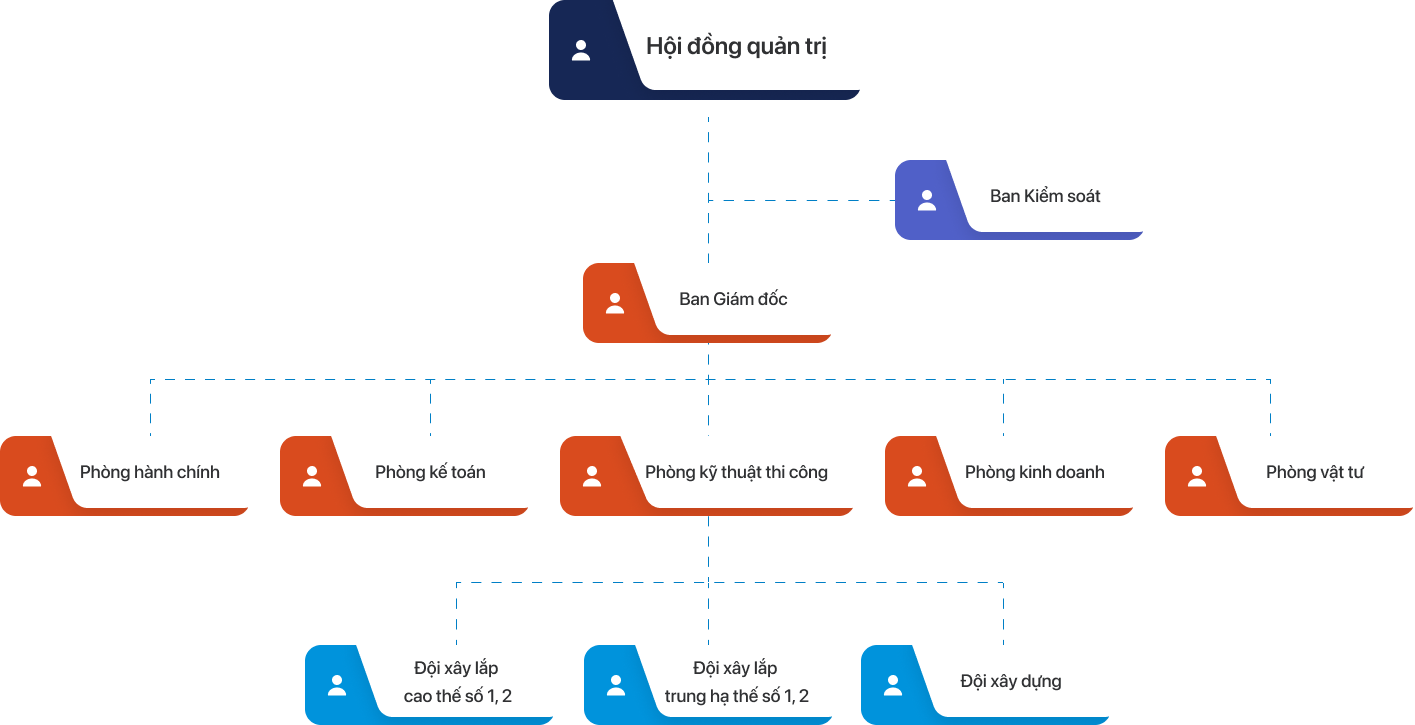 Hội đồng quản trị
Ban Kiểm soát
Ban Giám đốc
Phòng hành chính
Phòng kế toán
Phòng kỹ thuật thi công
Phòng kinh doanh
Phòng vật tư
Đội xây lắp
cao thế số 1, 2
Đội xây lắp
trung hạ thế số 1, 2
Đội xây dựng